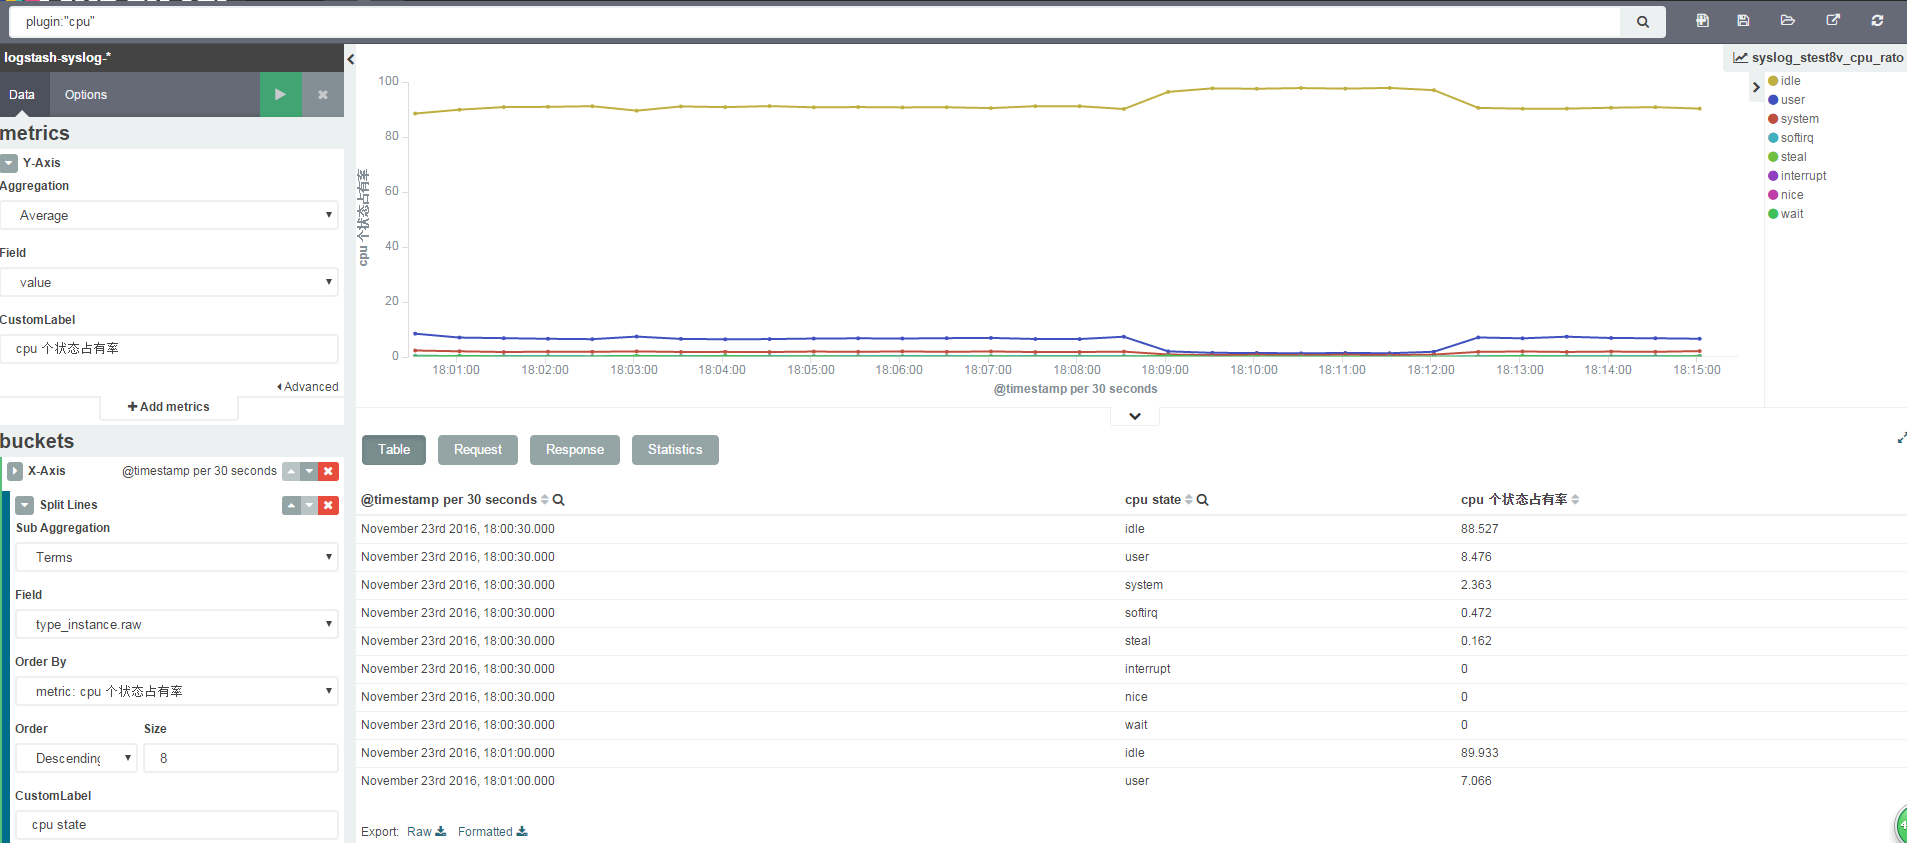 plugin:"cpu"
logstash-syslog-*
Data
Options
metrics
Y-Axis
Aggregation
Average
Field
value
CustomLabel
cpu 个状态占有率
Advanced
Add metrics
buckets
X-Axis
@timestamp per 30 seconds
Split Lines
Sub Aggregation
Terms
Field
type_instance.raw
Order By
metric: cpu 个状态占有率
Order
Size
Descending
8
CustomLabel
cpu state
syslog_stest8v_cpu_rato
idle
user
system
softirq
steal
interrupt
nice
wait
100
80
60
40
20
0
cpu 个状态占有率
18:01:00 18:02:00 18:03:00 18:04:00 18:05:00 18:06:00 18:07:00 18:08:00 18:09:00 18:10:00 18:11:00 18:12:00 18:13:00 18:14:00 18:15:00
@timestamp per 30 seconds
Table Request Response Statistics
@timestamp per 30 seconds cpu state cpu 个状态占有率
November 23rd 2016, 18:00:30.000 idle 88.527
November 23rd 2016, 18:00:30.000 user 8.476
November 23rd 2016, 18:00:30.000 system 2.363
November 23rd 2016, 18:00:30.000 softirq 0.472
November 23rd 2016, 18:00:30.000 steal 0.162
November 23rd 2016, 18:00:30.000 interrupt 0
November 23rd 2016, 18:00:30.000 nice 0
November 23rd 2016, 18:00:30.000 wait 0
November 23rd 2016, 18:01:00.000 idle 89.933
November 23rd 2016, 18:01:00.000 user 7.066
Export: Raw Formatted